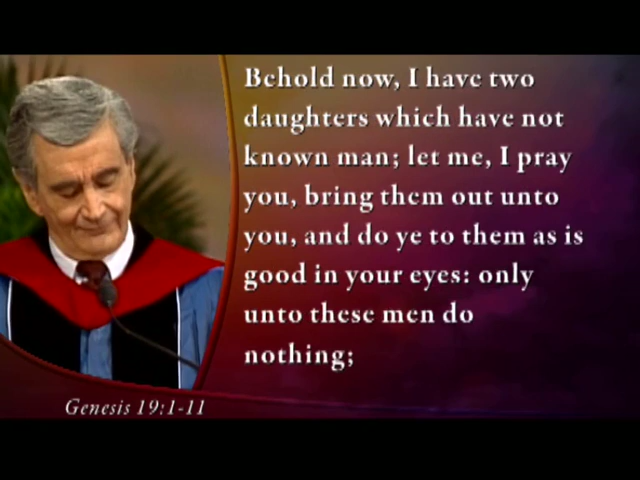 Behold now, I have two
daughters which have not
known man; let me, I pray
you, bring them out unto
you, and do ye to them as is
good in your eyes: only
unto these men do
nothing;
Genesis 19:1-11